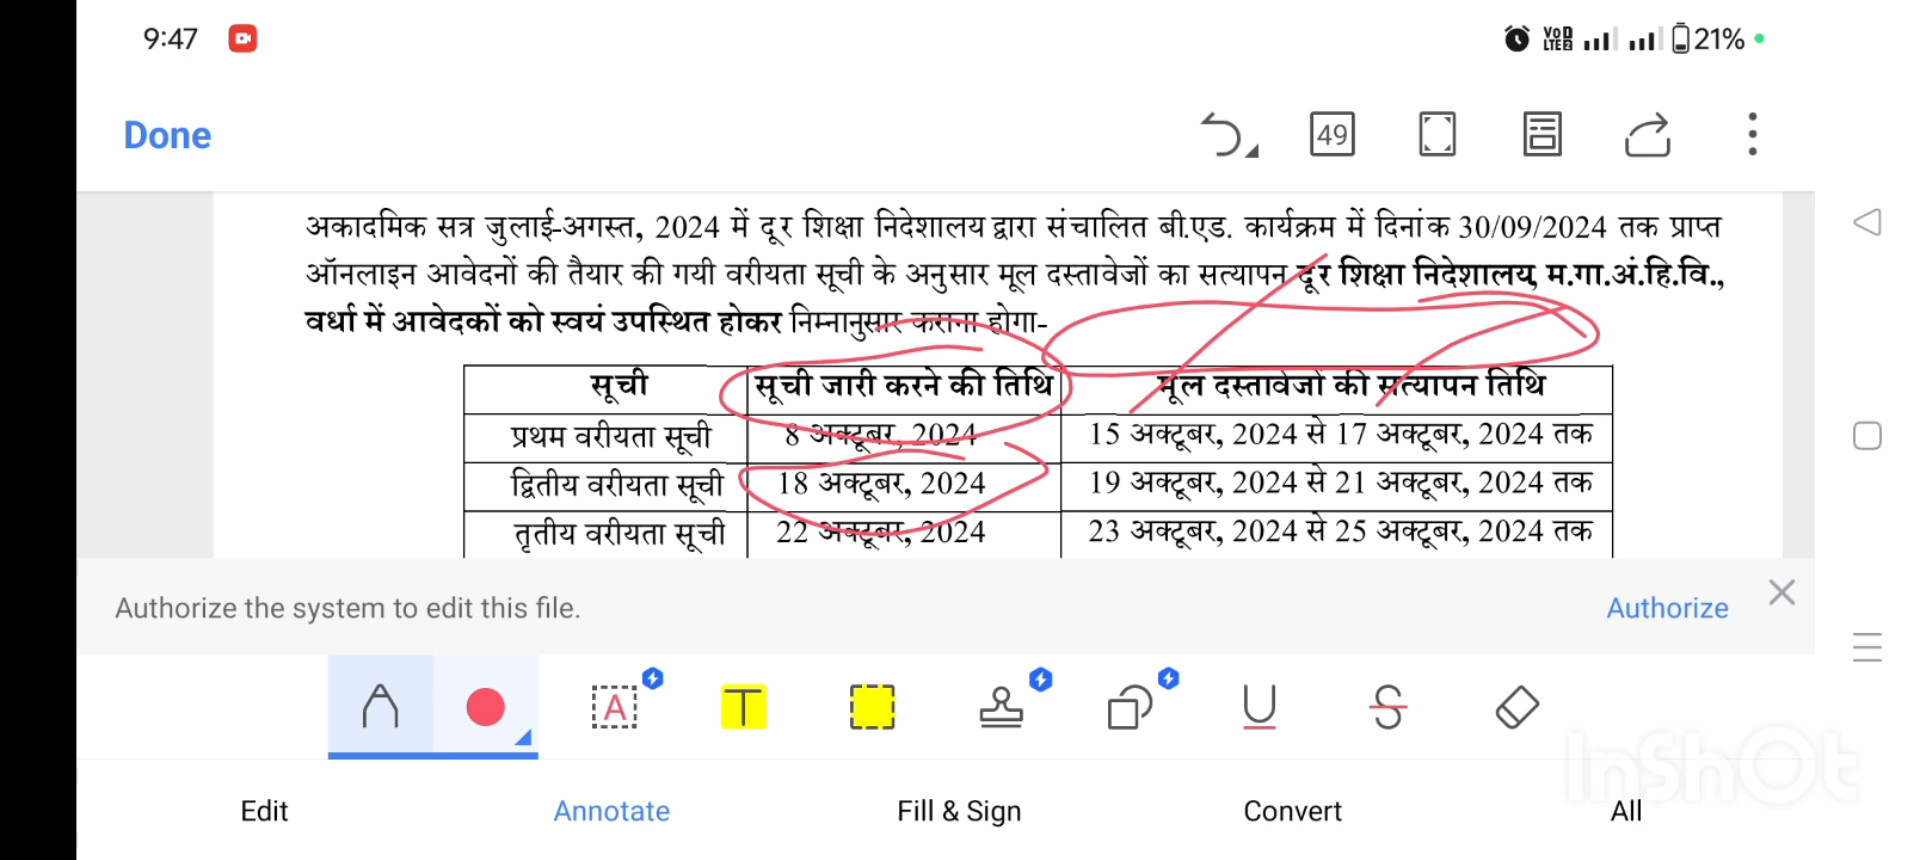 9:47
VoD LTE2 21%
Done
49
अकादमिक सत्र जुलाई-अगस्त, 2024 में दूर शिक्षा निदेशालय द्वारा संचालित बी.एड. कार्यक्रम में दिनांक 30/09/2024 तक प्राप्त
ऑनलाइन आवेदनों की तैयार की गयी वरीयता सूची के अनुसार मूल दस्तावेजों का सत्यापन दूर शिक्षा निदेशालय, म.गा.अं.हि.वि.,
वर्धा में आवेदकों को स्वयं उपस्थित होकर निम्नानुसार कराना होगा-
सूची सूची जारी करने की तिथि मूल दस्तावेजों की सत्यापन तिथि
प्रथम वरीयता सूची 8 अक्टूबर, 2024 15 अक्टूबर, 2024 से 17 अक्टूबर, 2024 तक
द्वितीय वरीयता सूची 18 अक्टूबर, 2024 19 अक्टूबर, 2024 से 21 अक्टूबर, 2024 तक
तृतीय वरीयता सूची 22 अक्टूबर, 2024 23 अक्टूबर, 2024 से 25 अक्टूबर, 2024 तक
Authorize the system to edit this file. Authorize
A T U S
InShOt
Edit Annotate Fill & Sign Convert All